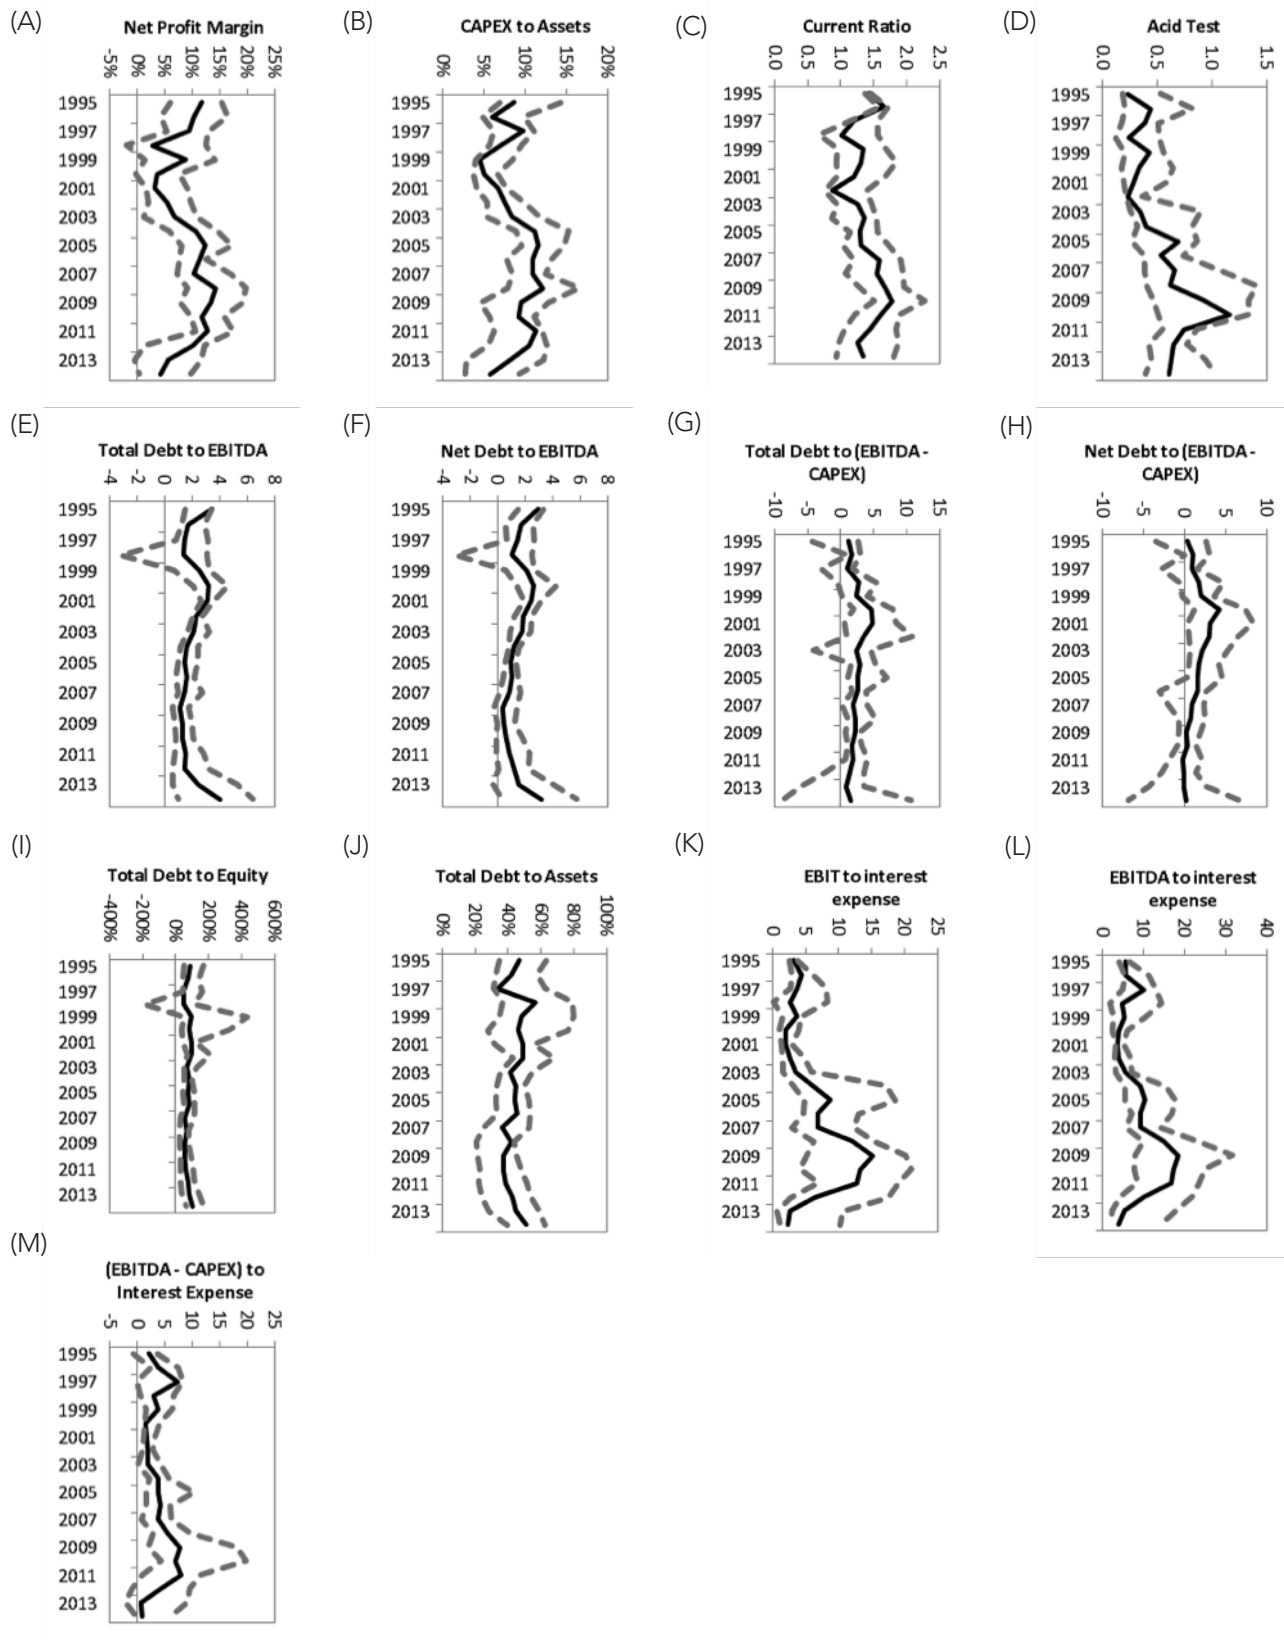 (A)
Net Profit Margin
-5% 0% 5% 10% 15% 20% 25%
1995
1997
1999
2001
2003
2005
2007
2009
2011
2013
(B)
CAPEX to Assets
0% 5% 10% 15% 20%
1995
1997
1999
2001
2003
2005
2007
2009
2011
2013
(C)
Current Ratio
0.0 0.5 1.0 1.5 2.0 2.5
1995
1997
1999
2001
2003
2005
2007
2009
2011
2013
(D)
Acid Test
0.0 0.5 1.0 1.5
1995
1997
1999
2001
2003
2005
2007
2009
2011
2013
(E)
Total Debt to EBITDA
-4 -2 0 2 4 6 8
1995
1997
1999
2001
2003
2005
2007
2009
2011
2013
(F)
Net Debt to EBITDA
-4 -2 0 2 4 6 8
1995
1997
1999
2001
2003
2005
2007
2009
2011
2013
(G)
Total Debt to (EBITDA -
CAPEX)
-10 -5 0 5 10 15
1995
1997
1999
2001
2003
2005
2007
2009
2011
2013
(H)
Net Debt to (EBITDA -
CAPEX)
-10 -5 0 5 10
1995
1997
1999
2001
2003
2005
2007
2009
2011
2013
(I)
Total Debt to Equity
-400% -200% 0% 200% 400% 600%
1995
1997
1999
2001
2003
2005
2007
2009
2011
2013
(J)
Total Debt to Assets
0% 20% 40% 60% 80% 100%
1995
1997
1999
2001
2003
2005
2007
2009
2011
2013
(K)
EBIT to interest
expense
0 5 10 15 20 25
1995
1997
1999
2001
2003
2005
2007
2009
2011
2013
(L)
EBITDA to interest
expense
0 10 20 30 40
1995
1997
1999
2001
2003
2005
2007
2009
2011
2013
(M)
(EBITDA - CAPEX) to
Interest Expense
-5 0 5 10 15 20 25
1995
1997
1999
2001
2003
2005
2007
2009
2011
2013